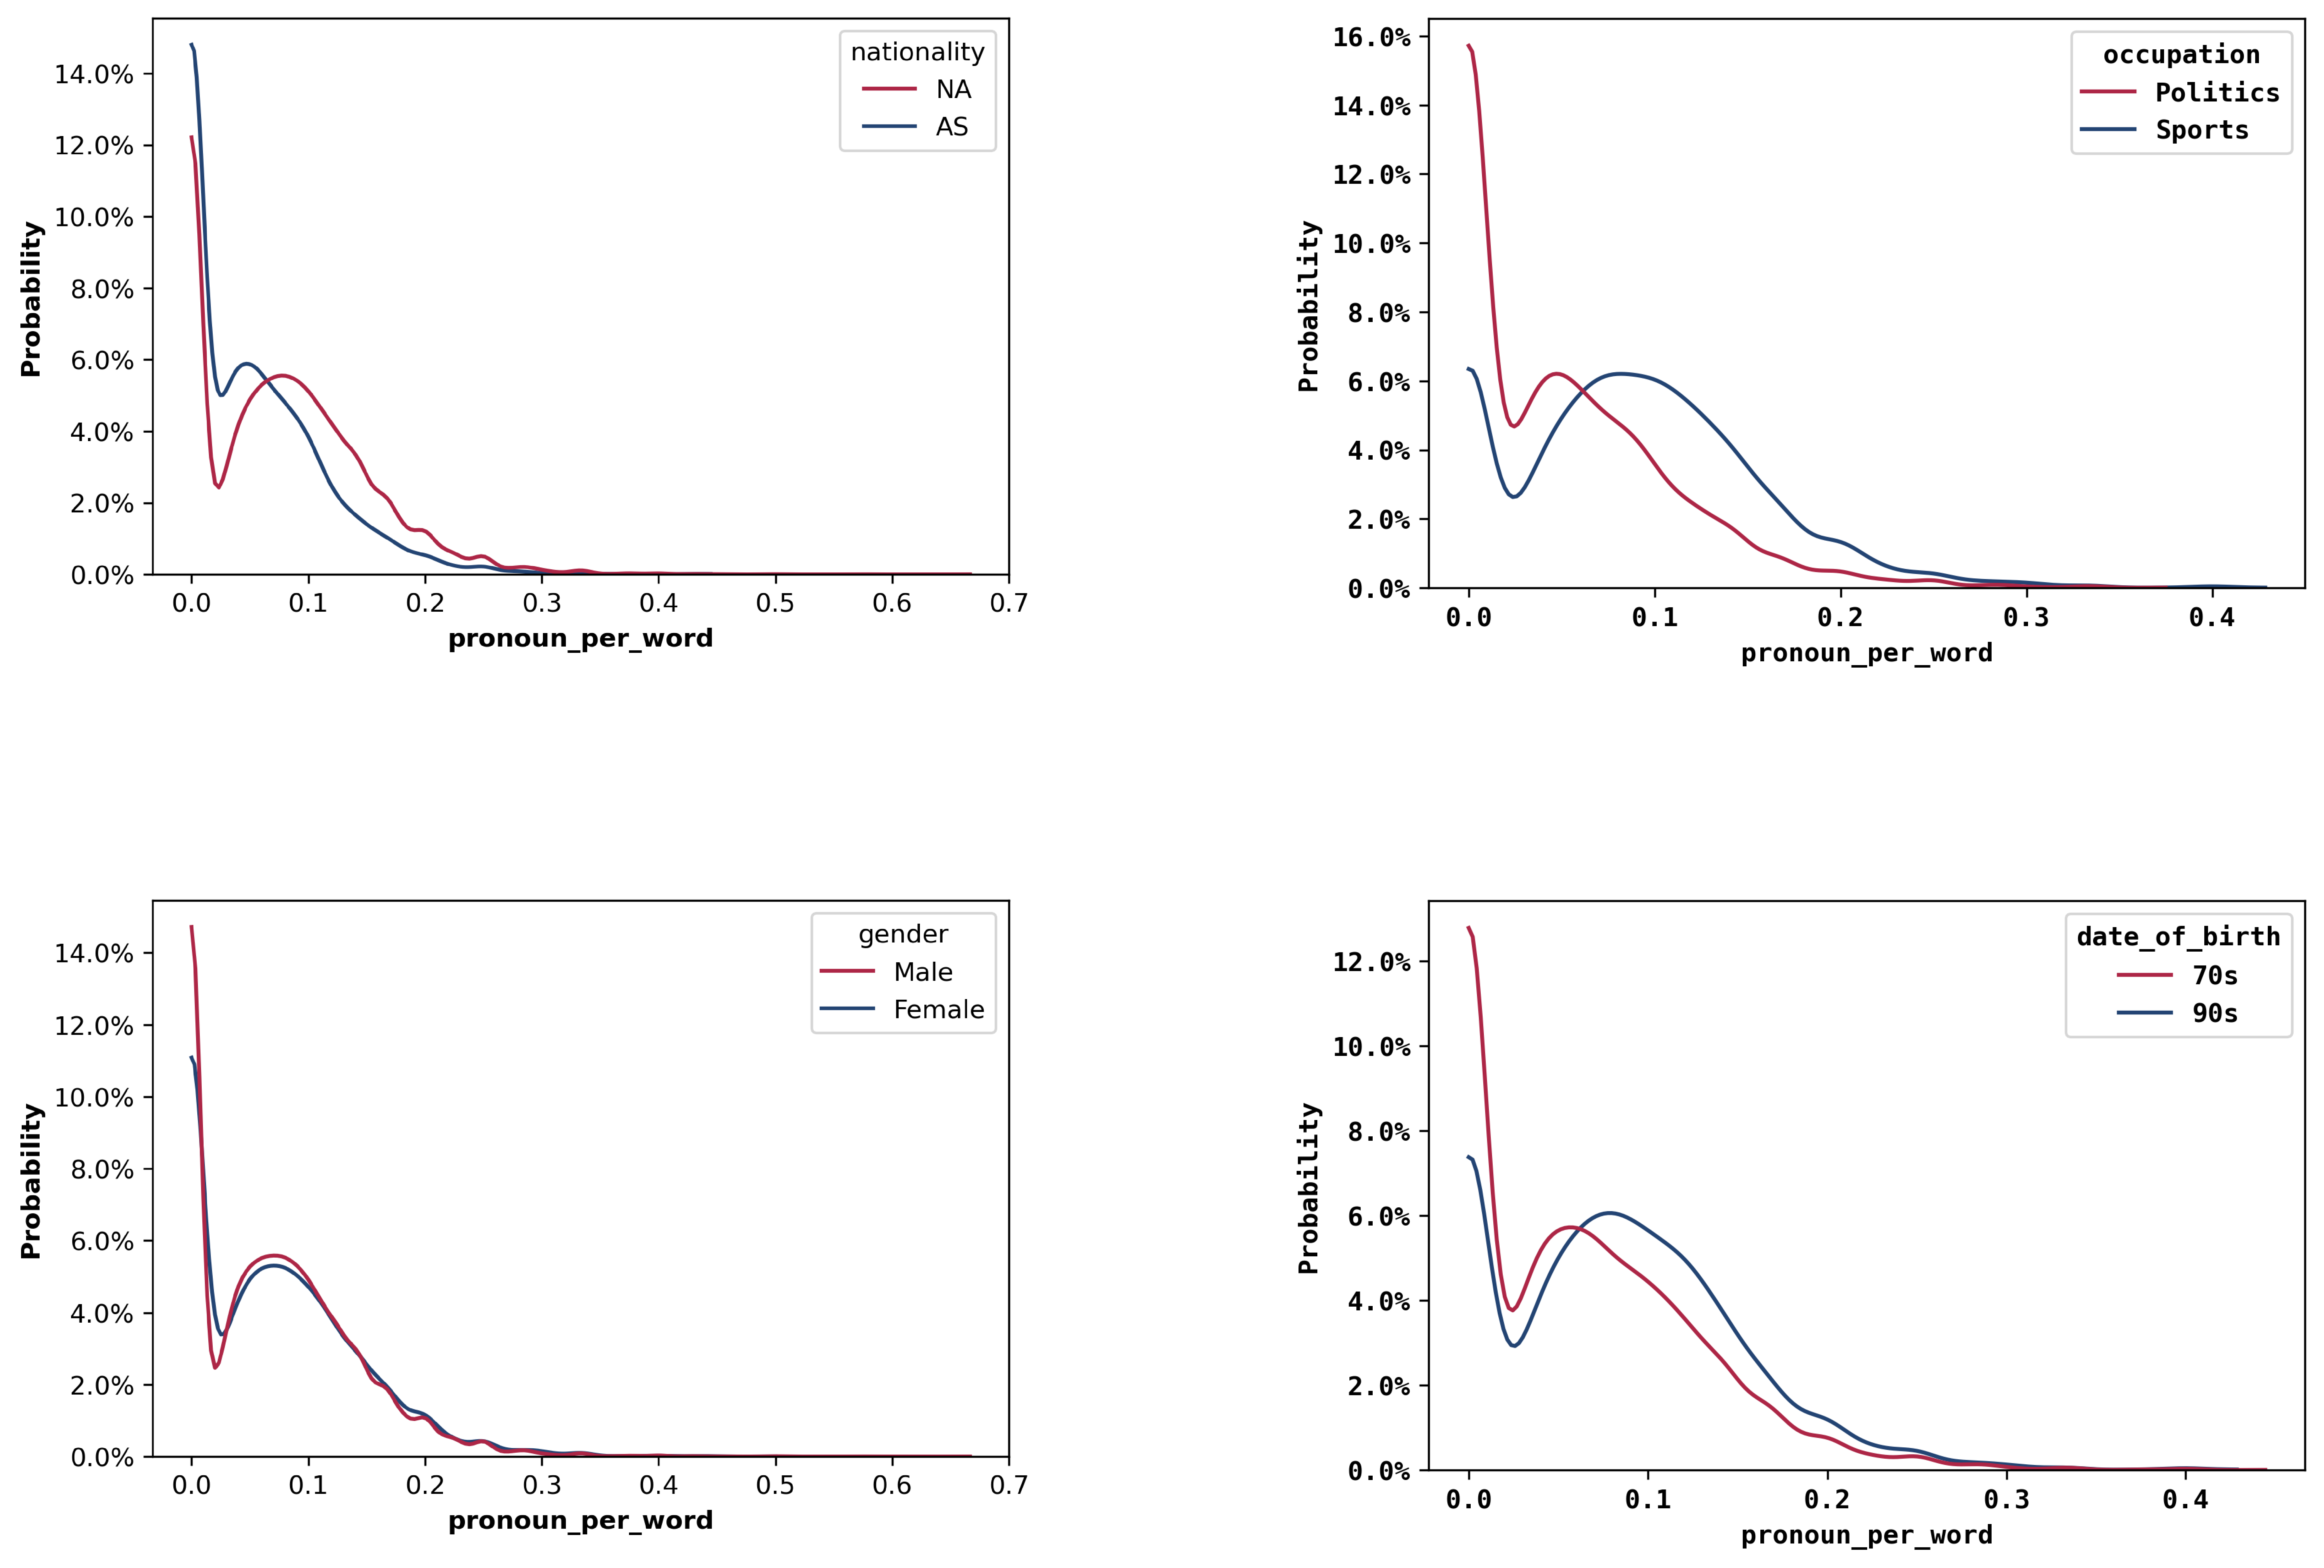 nationality
NA
AS
14.0%
12.0%
10.0%
8.0%
6.0%
4.0%
2.0%
0.0%
Probability
0.0 0.1 0.2 0.3 0.4 0.5 0.6 0.7
pronoun_per_word
occupation
Politics
Sports
16.0%
14.0%
12.0%
10.0%
8.0%
6.0%
4.0%
2.0%
0.0%
Probability
0.0 0.1 0.2 0.3 0.4
pronoun_per_word
gender
Male
Female
14.0%
12.0%
10.0%
8.0%
6.0%
4.0%
2.0%
0.0%
Probability
0.0 0.1 0.2 0.3 0.4 0.5 0.6 0.7
pronoun_per_word
date_of_birth
70s
90s
12.0%
10.0%
8.0%
6.0%
4.0%
2.0%
0.0%
Probability
0.0 0.1 0.2 0.3 0.4
pronoun_per_word